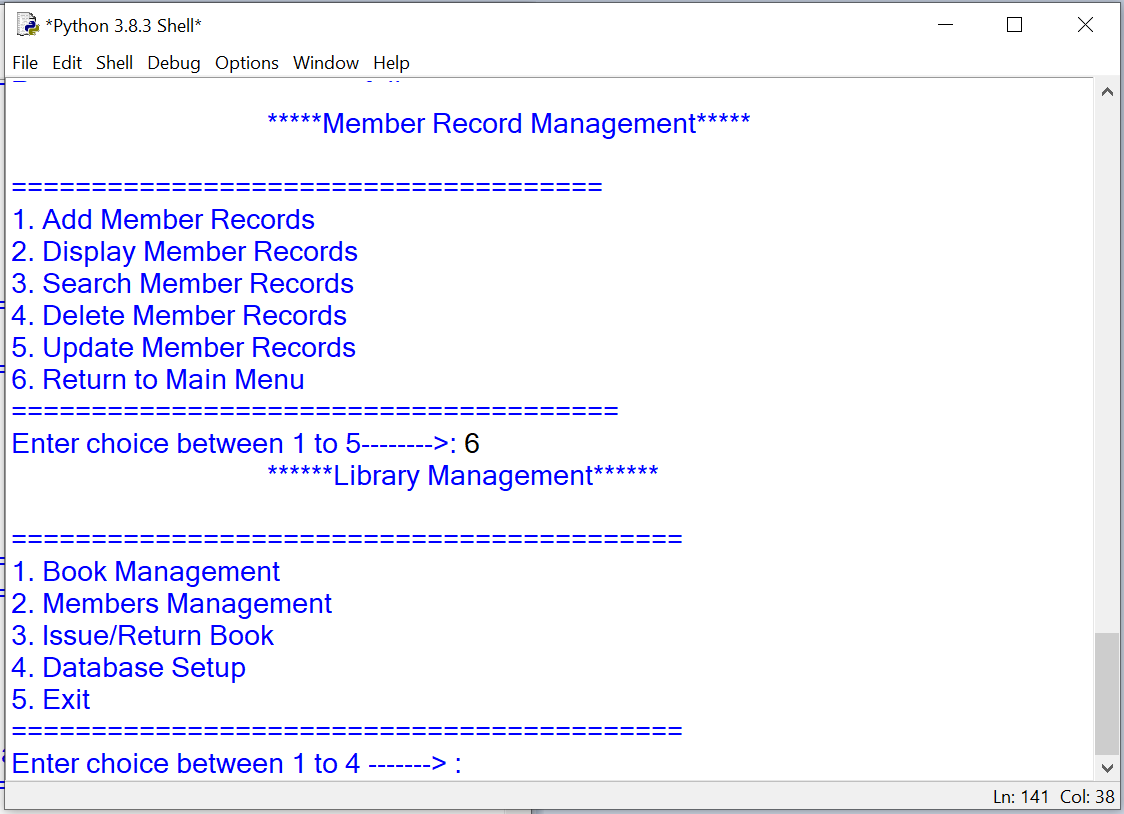 *Python 3.8.3 Shell*
File Edit Shell Debug Options Window Help
*****Member Record Management*****
=====================================
1. Add Member Records
2. Display Member Records
3. Search Member Records
4. Delete Member Records
5. Update Member Records
6. Return to Main Menu
======================================
Enter choice between 1 to 5-------->: 6
******Library Management******
==========================================
1. Book Management
2. Members Management
3. Issue/Return Book
4. Database Setup
5. Exit
==========================================
Enter choice between 1 to 4 -------> :
Ln: 141 Col: 38